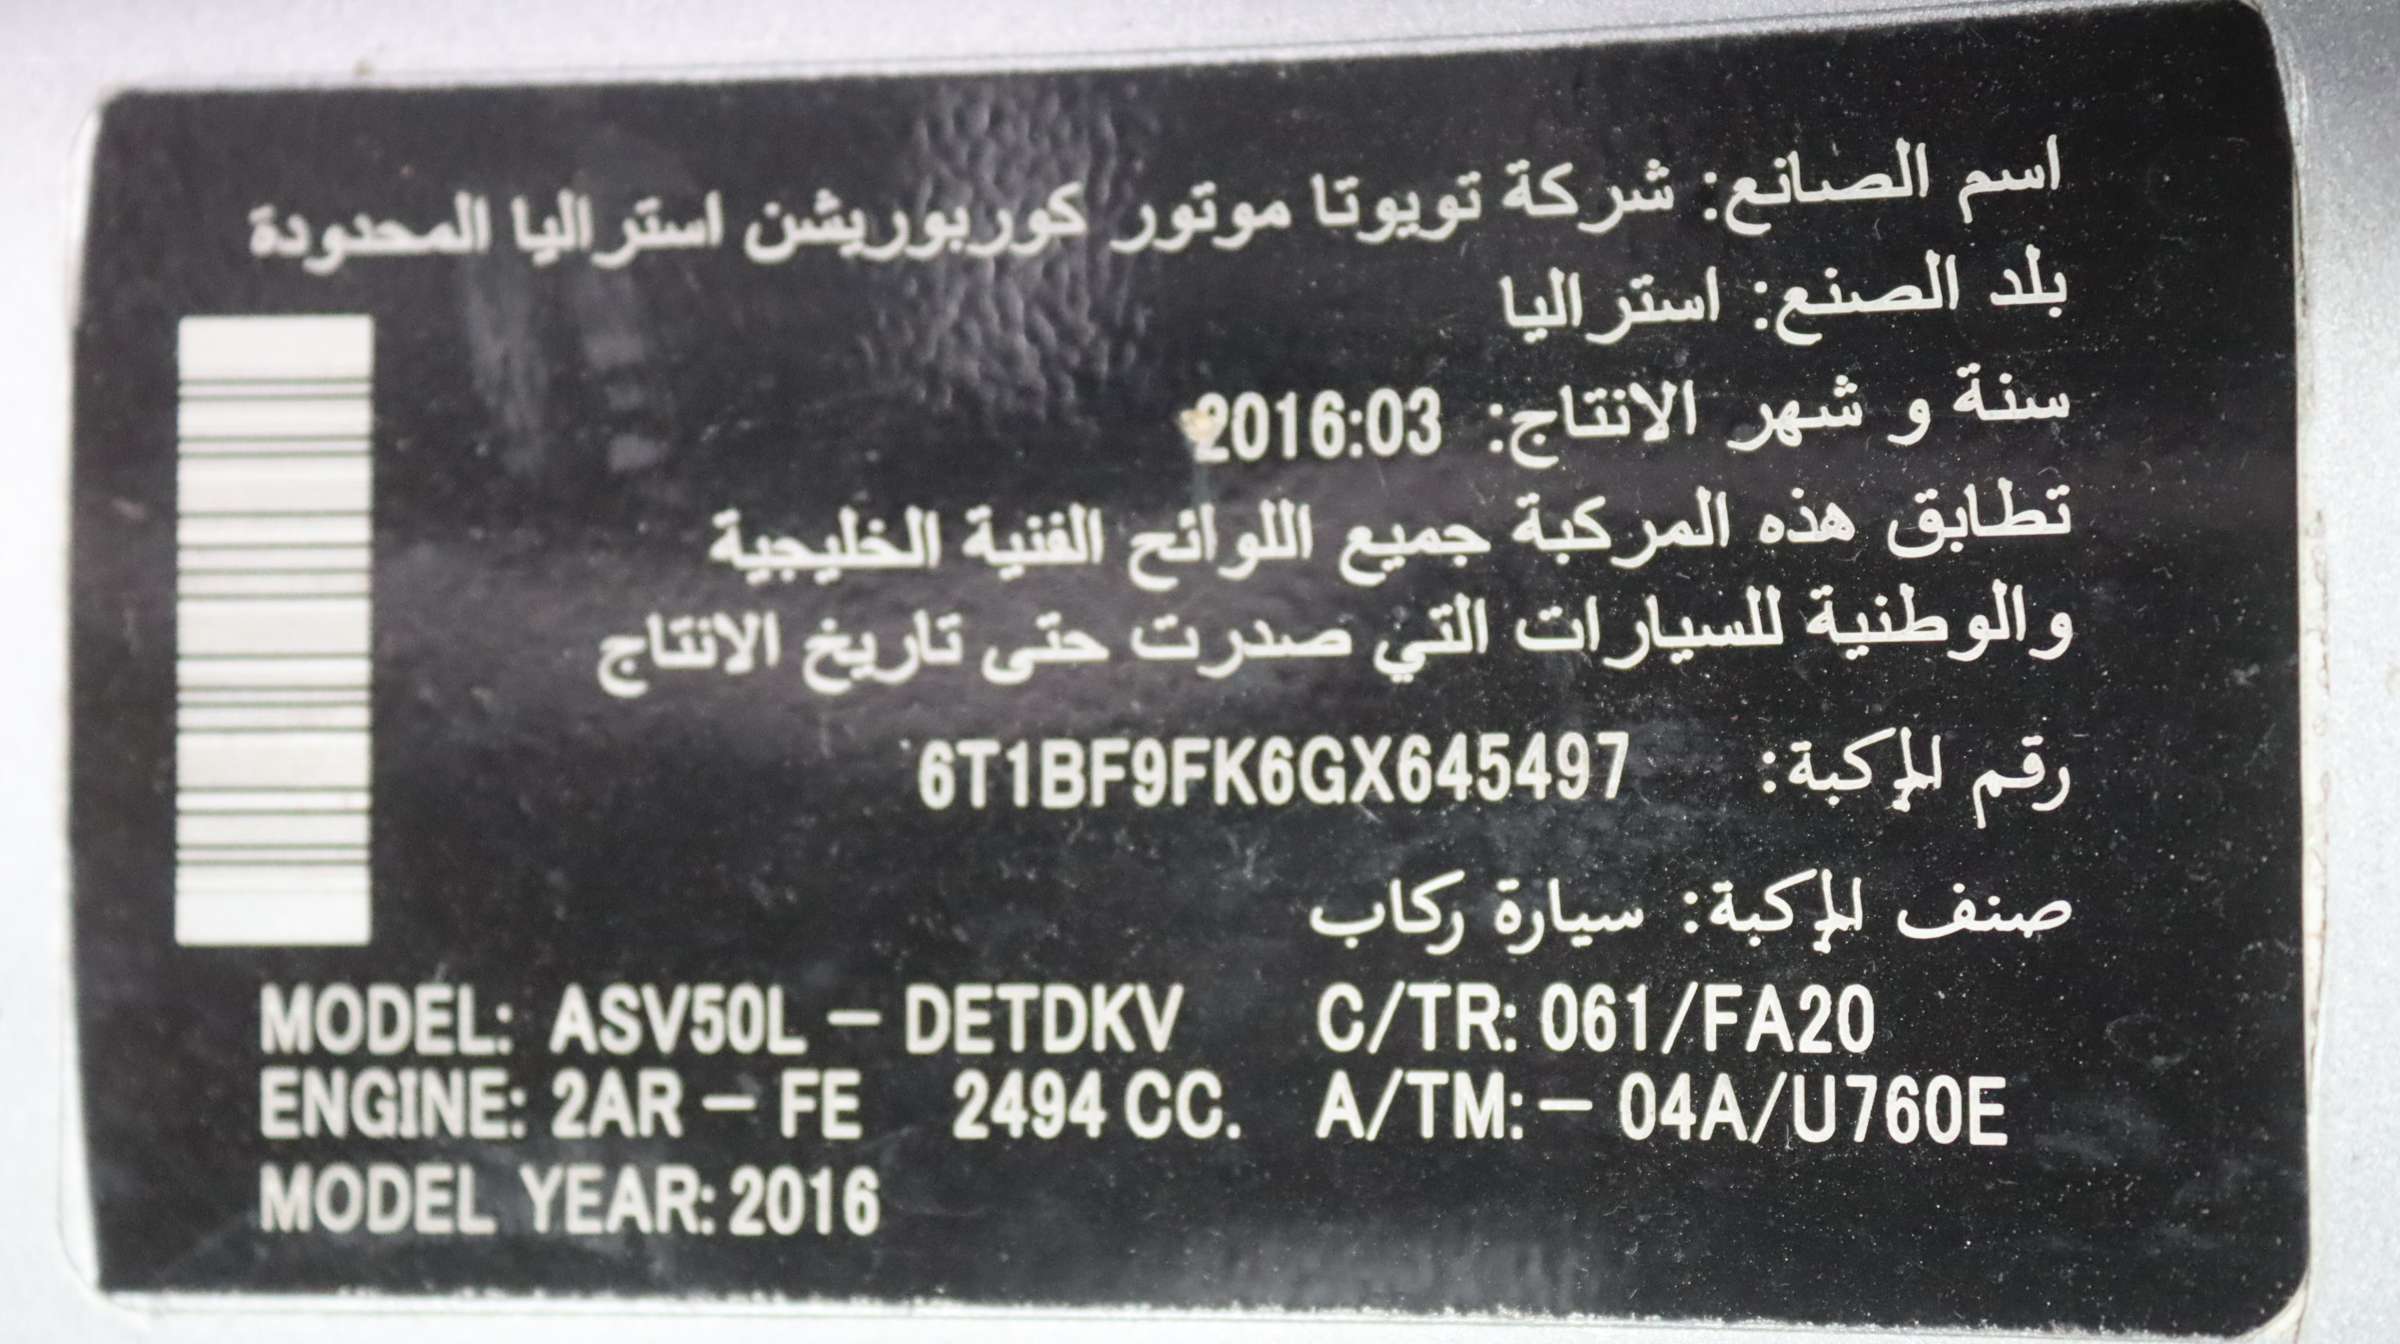 اسم الصانع: شركة تويوتا موتور كوربوريشن استراليا المحدودة
بلد الصنع: استراليا
سنة و شهر الانتاج: 2016:03
تطابق هذه المركبة جميع اللوائح الفنية الخليجية
والوطنية للسيارات التي صدرت حتى تاريخ الانتاج
رقم المركبة: 6T1BF9FK6GX645497
صنف المركبة: سيارة ركاب
MODEL: ASV50L – DETDKV C/TR: 061/FA20
ENGINE: 2AR – FE 2494 CC. A/TM: – 04A/U760E
MODEL YEAR: 2016